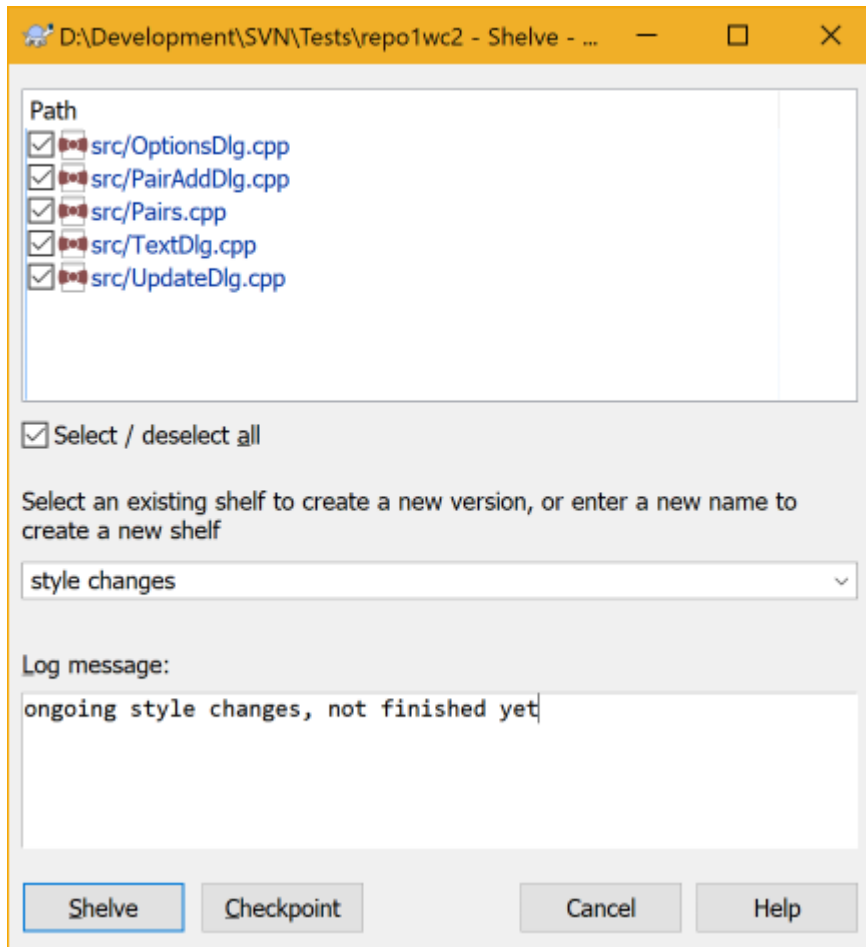 D:\Development\SVN\Tests\repo1wc2 - Shelve - ...
Path
src/OptionsDlg.cpp
src/PairAddDlg.cpp
src/Pairs.cpp
src/TextDlg.cpp
src/UpdateDlg.cpp
Select / deselect all
Select an existing shelf to create a new version, or enter a new name to
create a new shelf
style changes
Log message:
ongoing style changes, not finished yet
Shelve Checkpoint Cancel Help